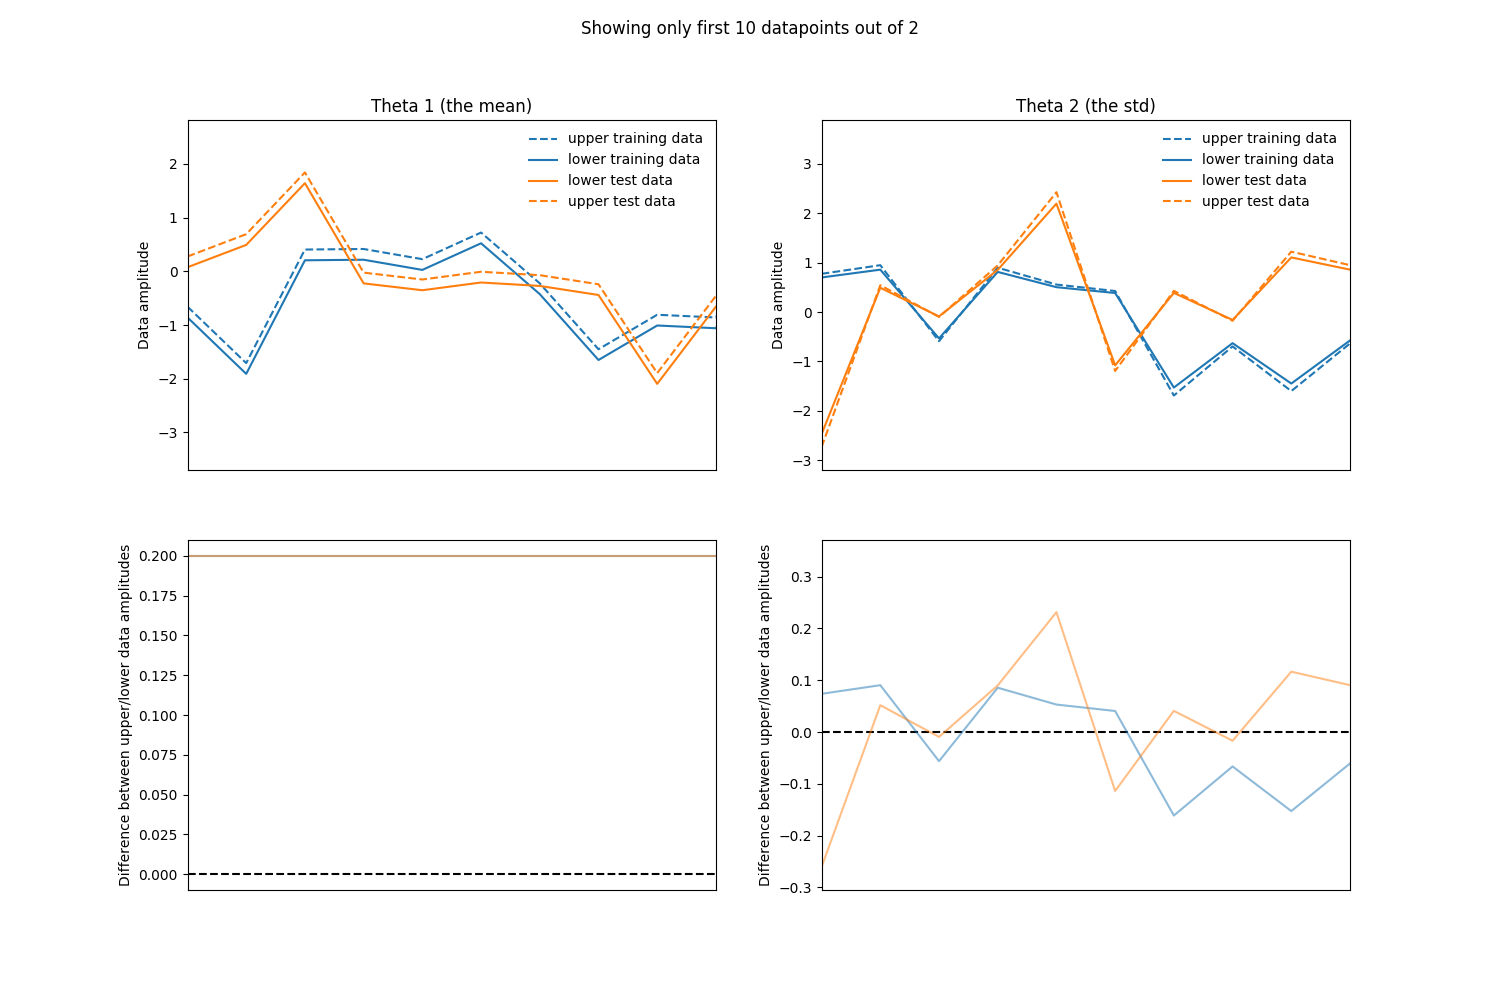 Showing only first 10 datapoints out of 2
Theta 1 (the mean)
Data amplitude
2
1
0
−1
−2
−3
upper training data
lower training data
lower test data
upper test data
Theta 2 (the std)
Data amplitude
3
2
1
0
−1
−2
−3
upper training data
lower training data
lower test data
upper test data
Difference between upper/lower data amplitudes
0.200
0.175
0.150
0.125
0.100
0.075
0.050
0.025
0.000
Difference between upper/lower data amplitudes
0.3
0.2
0.1
0.0
−0.1
−0.2
−0.3